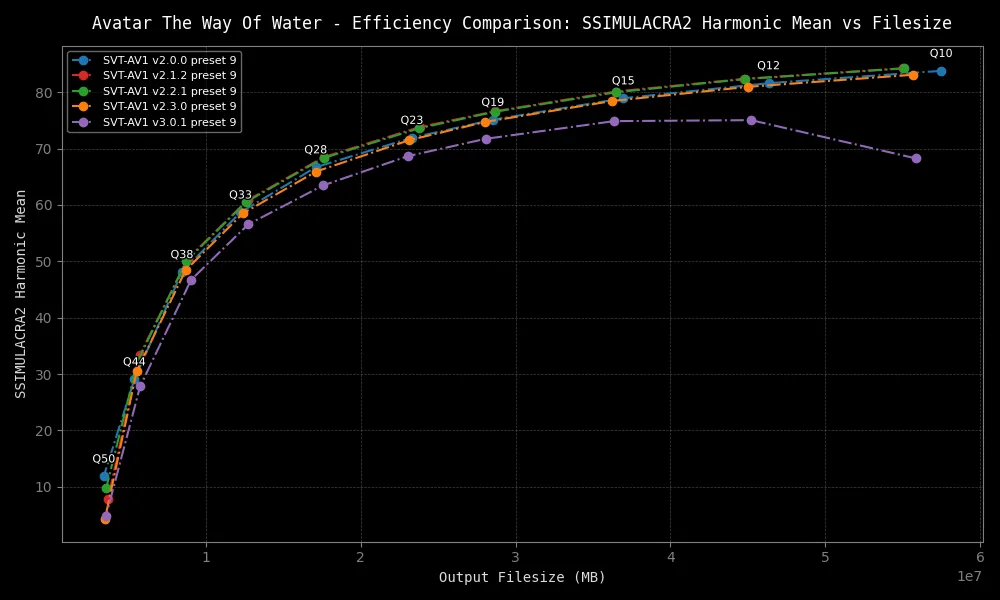 Avatar The Way Of Water - Efficiency Comparison: SSIMULACRA2 Harmonic Mean vs Filesize
SVT-AV1 v2.0.0 preset 9
SVT-AV1 v2.1.2 preset 9
SVT-AV1 v2.2.1 preset 9
SVT-AV1 v2.3.0 preset 9
SVT-AV1 v3.0.1 preset 9
Q10
Q12
Q15
Q19
Q23
Q28
Q33
Q38
Q44
Q50
SSIMULACRA2 Harmonic Mean
80
70
60
50
40
30
20
10
1 2 3 4 5 6
1e7
Output Filesize (MB)